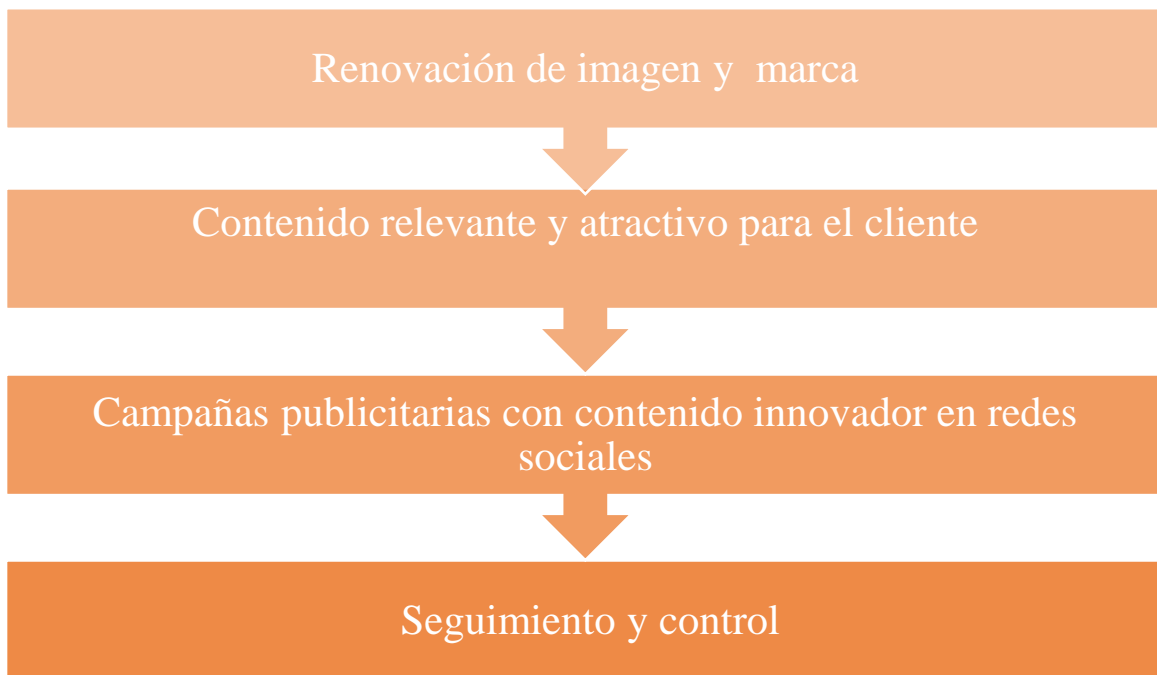 Renovación de imagen y  marca
Contenido relevante y atractivo para el cliente
Campañas publicitarias con contenido innovador en redes
sociales
Seguimiento y control